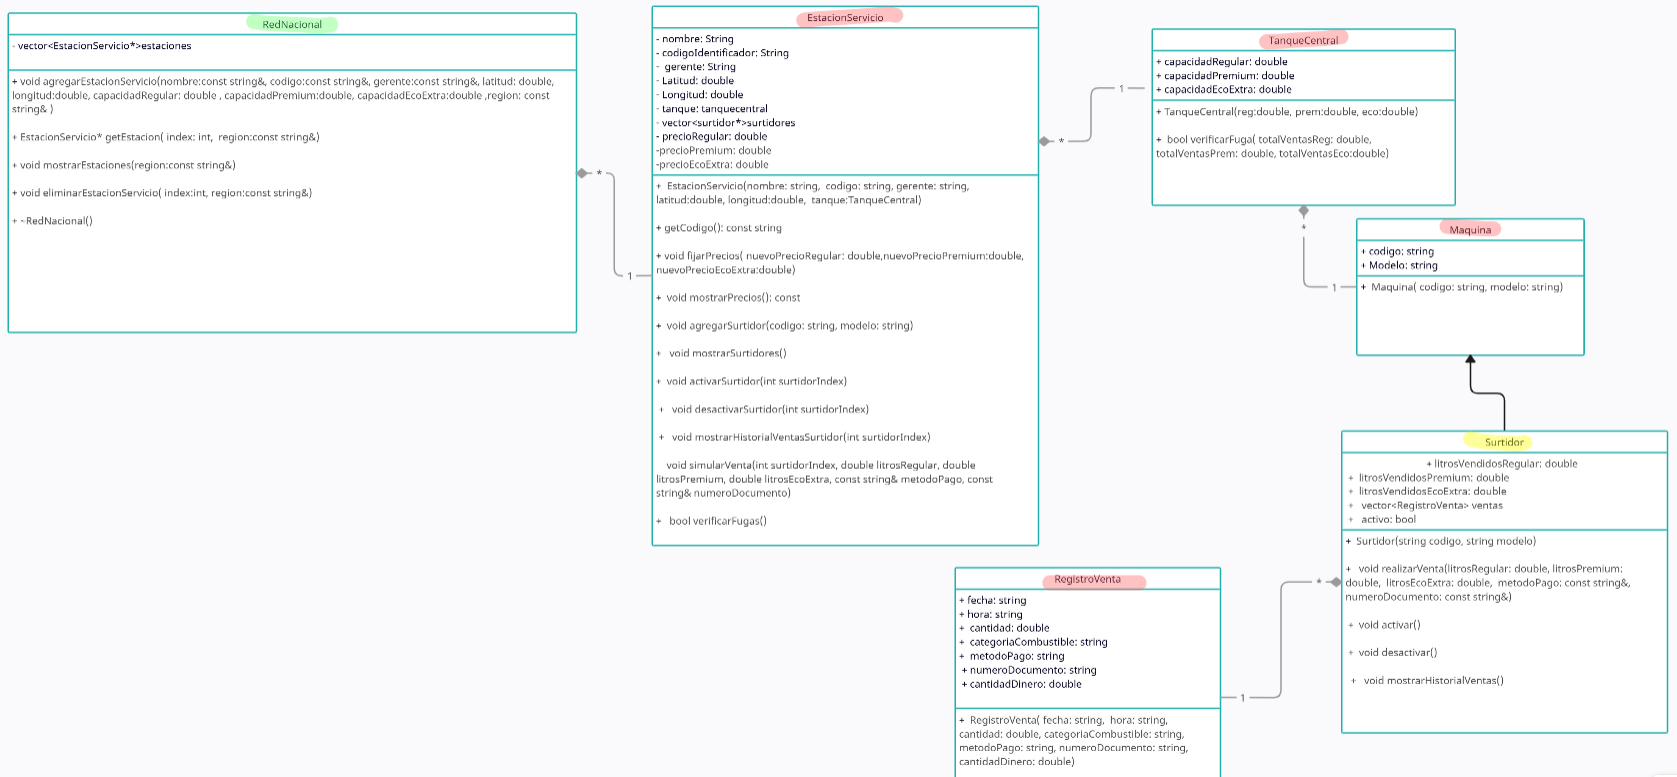 RedNacional
- vector<EstacionServicio*>estaciones
+ void agregarEstacionServicio(nombre:const string&, codigo:const string&, gerente:const string&, latitud: double,
longitud:double, capacidadRegular: double , capacidadPremium:double, capacidadEcoExtra:double ,region: const
string& )
+ EstacionServicio* getEstacion( index: int,  region:const string&)
+ void mostrarEstaciones(region:const string&)
+ void eliminarEstacionServicio( index:int, region:const string&)
+ ~RedNacional()
*
1
EstacionServicio
- nombre: String
- codigoIdentificador: String
-  gerente: String
- Latitud: double
- Longitud: double
- tanque: tanquecentral
- vector<surtidor*>surtidores
- precioRegular: double
-precioPremium: double
-precioEcoExtra: double
+  EstacionServicio(nombre: string,  codigo: string, gerente: string,
latitud:double, longitud:double,  tanque:TanqueCentral)
+ getCodigo(): const string
+ void fijarPrecios( nuevoPrecioRegular: double,nuevoPrecioPremium:double,
nuevoPrecioEcoExtra:double)
+  void mostrarPrecios(): const
+  void agregarSurtidor(codigo: string, modelo: string)
+   void mostrarSurtidores()
+  void activarSurtidor(int surtidorIndex)
+   void desactivarSurtidor(int surtidorIndex)
+   void mostrarHistorialVentasSurtidor(int surtidorIndex)
void simularVenta(int surtidorIndex, double litrosRegular, double
litrosPremium, double litrosEcoExtra, const string& metodoPago, const
string& numeroDocumento)
+   bool verificarFugas()
*
1
TanqueCentral
+ capacidadRegular: double
+ capacidadPremium: double
+ capacidadEcoExtra: double
+ TanqueCentral(reg:double, prem:double, eco:double)
+  bool verificarFuga( totalVentasReg: double,
totalVentasPrem: double, totalVentasEco:double)
*
1
Maquina
+ codigo: string
+ Modelo: string
+  Maquina( codigo: string, modelo: string)
Surtidor
+ litrosVendidosRegular: double
+  litrosVendidosPremium: double
+  litrosVendidosEcoExtra: double
+   vector<RegistroVenta> ventas
+   activo: bool
+  Surtidor(string codigo, string modelo)
+   void realizarVenta(litrosRegular: double, litrosPremium:
double,  litrosEcoExtra: double,  metodoPago: const string&,
numeroDocumento: const string&)
+  void activar()
+  void desactivar()
+   void mostrarHistorialVentas()
*
1
RegistroVenta
+ fecha: string
+ hora: string
+  cantidad: double
+  categoriaCombustible: string
+  metodoPago: string
+ numeroDocumento: string
+ cantidadDinero: double
+  RegistroVenta( fecha: string,  hora: string,
cantidad: double, categoriaCombustible: string,
metodoPago: string, numeroDocumento: string,
cantidadDinero: double)